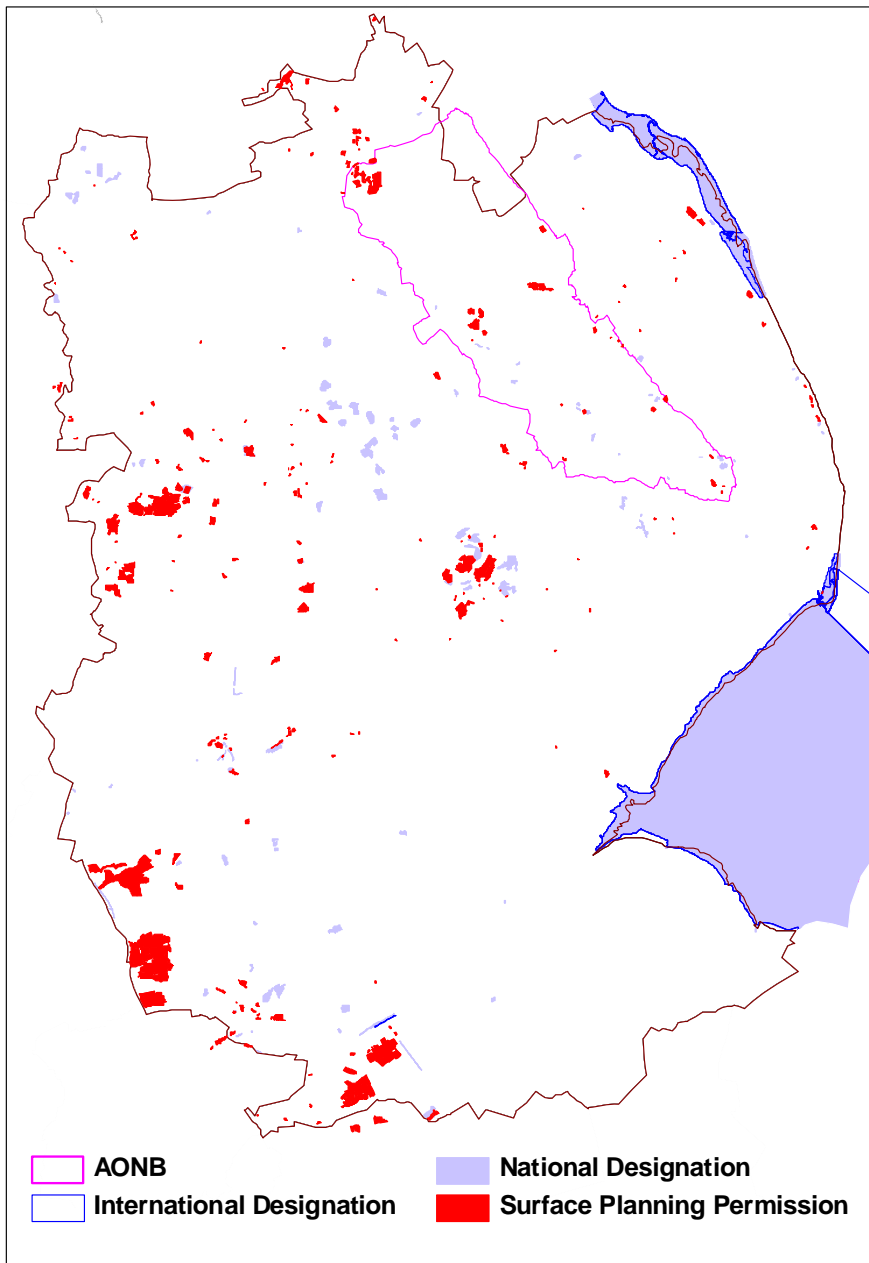 AONB
National Designation
International Designation
Surface Planning Permission